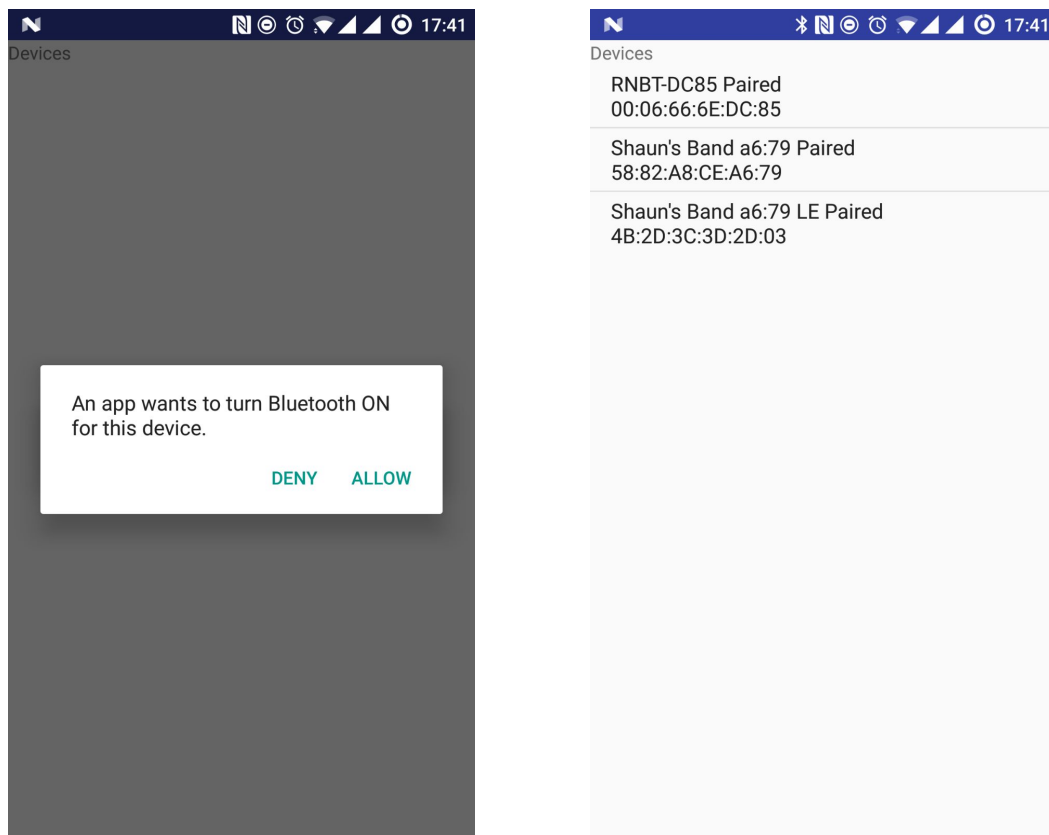 17:41
Devices
An app wants to turn Bluetooth ON
for this device.
DENY ALLOW
17:41
Devices
RNBT-DC85 Paired
00:06:66:6E:DC:85
Shaun's Band a6:79 Paired
58:82:A8:CE:A6:79
Shaun's Band a6:79 LE Paired
4B:2D:3C:3D:2D:03